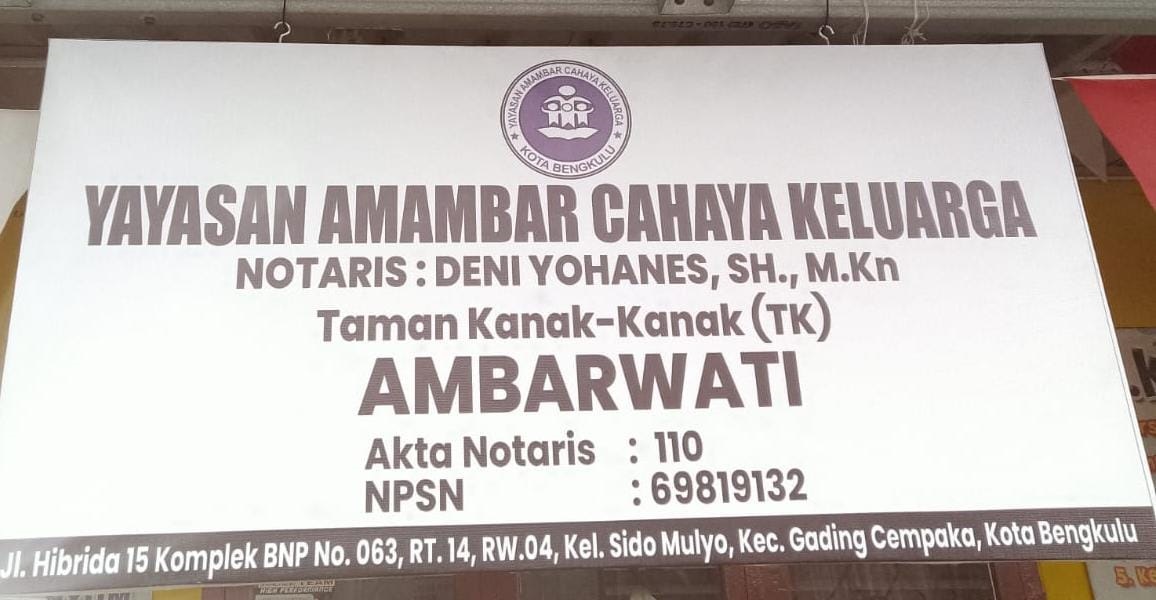 YAYASAN AMAMBAR CAHAYA KELUARGA
KOTA BENGKULU
YAYASAN AMAMBAR CAHAYA KELUARGA
NOTARIS : DENI YOHANES, SH., M.Kn
Taman Kanak-Kanak (TK)
AMBARWATI
Akta Notaris : 110
NPSN : 69819132
Jl. Hibrida 15 Komplek BNP No. 063, RT. 14, RW.04, Kel. Sido Mulyo, Kec. Gading Cempaka, Kota Bengkulu
HIGH PERFORMANCE